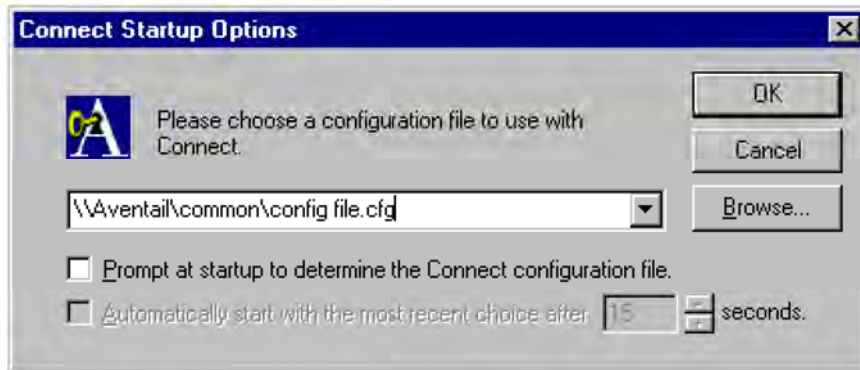 Connect Startup Options
Please choose a configuration file to use with
Connect.
OK
Cancel
\\Aventail\common\config file.cfg
Browse...
Prompt at startup to determine the Connect configuration file.
Automatically start with the most recent choice after 15 seconds.